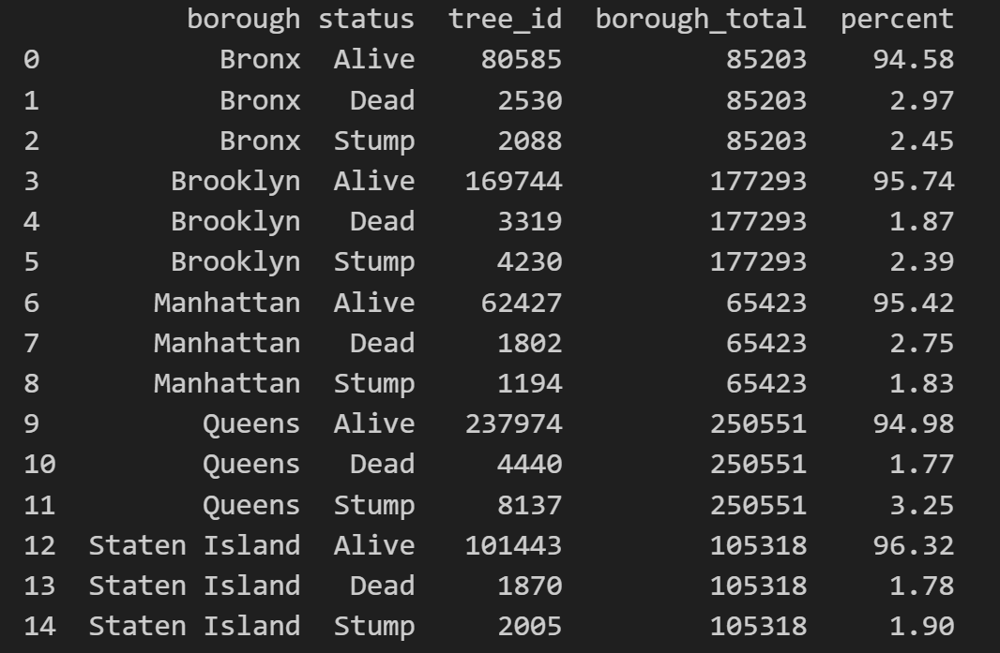 borough status tree_id borough_total percent
0 Bronx Alive 80585 85203 94.58
1 Bronx Dead 2530 85203 2.97
2 Bronx Stump 2088 85203 2.45
3 Brooklyn Alive 169744 177293 95.74
4 Brooklyn Dead 3319 177293 1.87
5 Brooklyn Stump 4230 177293 2.39
6 Manhattan Alive 62427 65423 95.42
7 Manhattan Dead 1802 65423 2.75
8 Manhattan Stump 1194 65423 1.83
9 Queens Alive 237974 250551 94.98
10 Queens Dead 4440 250551 1.77
11 Queens Stump 8137 250551 3.25
12 Staten Island Alive 101443 105318 96.32
13 Staten Island Dead 1870 105318 1.78
14 Staten Island Stump 2005 105318 1.90